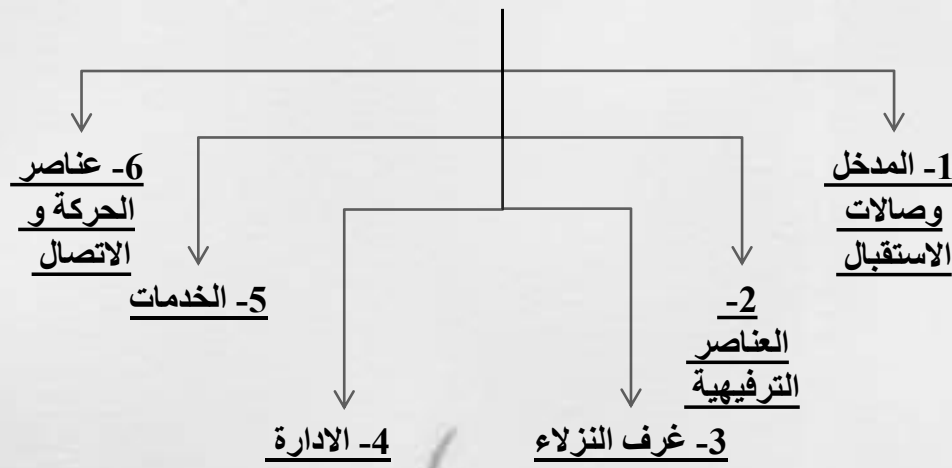 1- المدخل
وصالات
الاستقبال
2-
العناصر
الترفيهية
3- غرف النزلاء
4- الادارة
5- الخدمات
6- عناصر
الحركة و
الاتصال